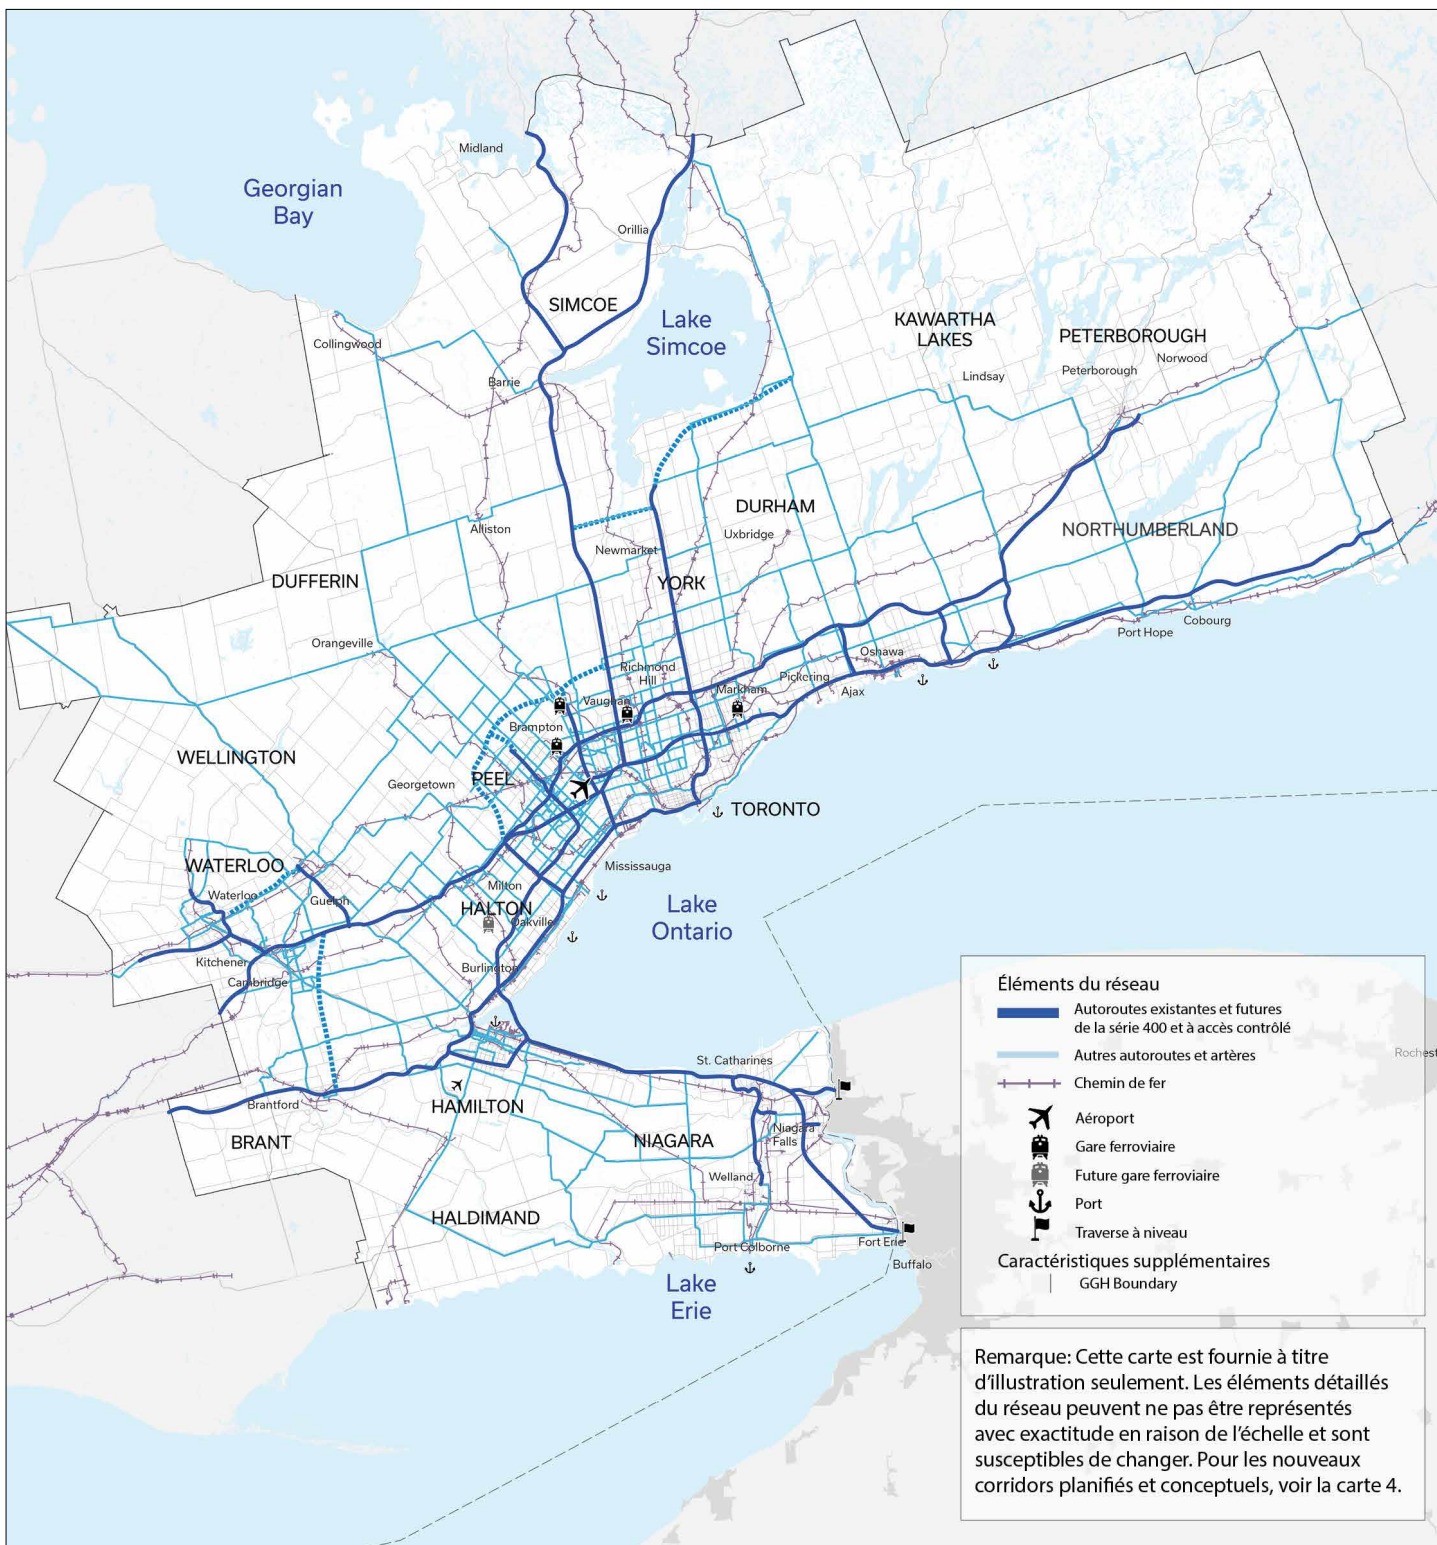 Midland
Georgian
Bay
Orillia
SIMCOE
Lake
Simcoe
KAWARTHA
LAKES
PETERBOROUGH
Norwood
Collingwood
Barrie
Lindsay
Peterborough
Alliston
DURHAM
Uxbridge
NORTHUMBERLAND
Newmarket
DUFFERIN
YORK
Orangeville
Port Hope
Cobourg
Richmond
Hill
Oshawa
Pickering
Ajax
Markham
Vaughan
Brampton
WELLINGTON
PEEL
Georgetown
TORONTO
WATERLOO
Mississauga
Milton
Waterloo
Guelph
HALTON
Oakville
Lake
Ontario
Kitchener
Burlington
Cambridge
St. Catharines
Brantford
HAMILTON
Niagara
Falls
BRANT
NIAGARA
Welland
HALDIMAND
Port Colborne
Fort Erie
Buffalo
Lake
Erie
Rochest
Éléments du réseau
Autoroutes existantes et futures
de la série 400 et à accès contrôlé
Autres autoroutes et artères
Chemin de fer
Aéroport
Gare ferroviaire
Future gare ferroviaire
Port
Traverse à niveau
Caractéristiques supplémentaires
GGH Boundary
Remarque: Cette carte est fournie à titre
d'illustration seulement. Les éléments détaillés
du réseau peuvent ne pas être représentés
avec exactitude en raison de l'échelle et sont
susceptibles de changer. Pour les nouveaux
corridors planifiés et conceptuels, voir la carte 4.